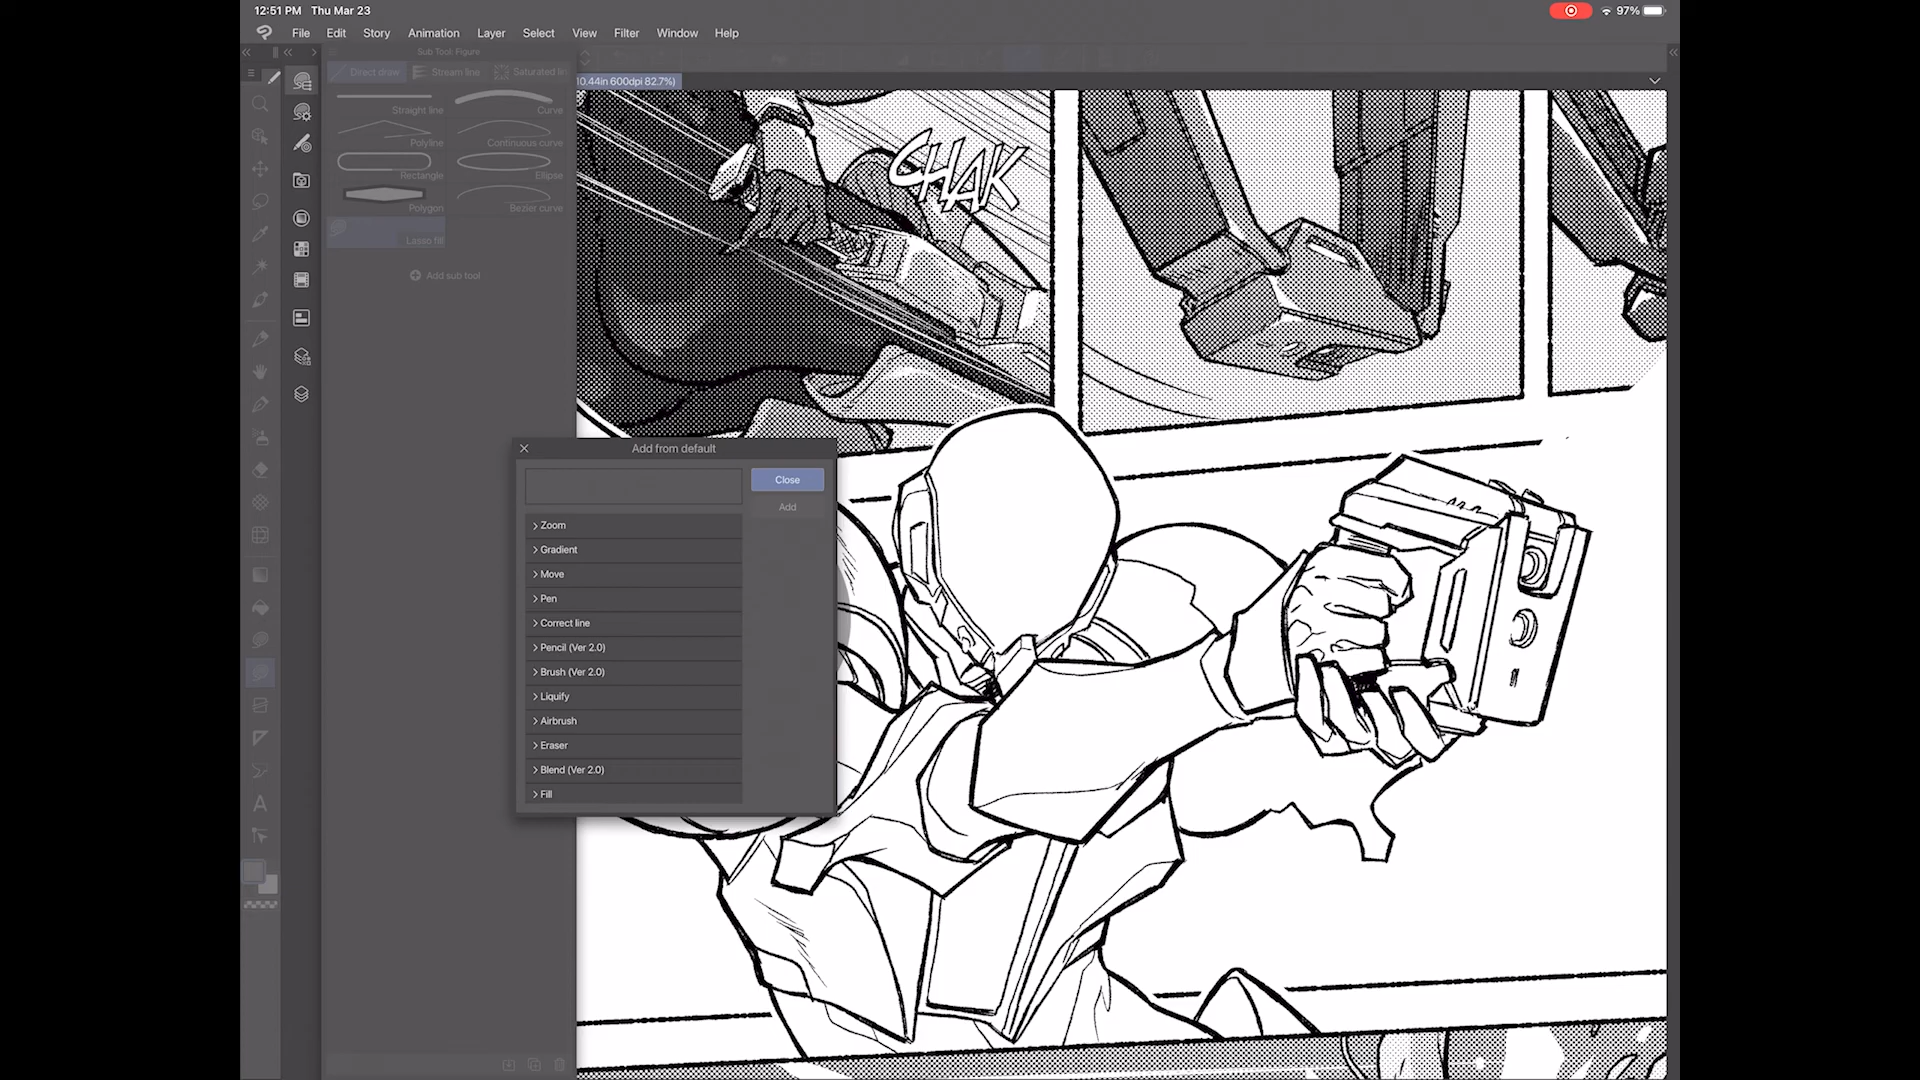 12:51 PM Thu Mar 23
97%
File Edit Story Animation Layer Select View Filter Window Help
Sub Tool: Figure
Direct draw Stream line Saturated li
10.44in 600dpi 82.7%)
Straight line Curve
Polyline Continuous curve
Rectangle Ellipse
Polygon Bezier curve
Lasso fill
Add sub tool
CHAK
Add from default
Close
Add
Zoom
Gradient
Move
Pen
Correct line
Pencil (Ver 2.0)
Brush (Ver 2.0)
Liquify
Airbrush
Eraser
Blend (Ver 2.0)
Fill
A